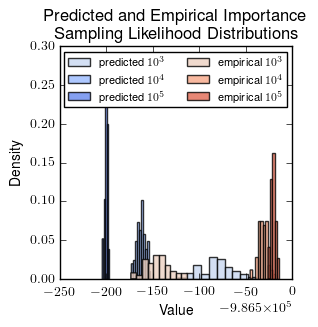 Predicted and Empirical Importance
Sampling Likelihood Distributions
0.30
0.25
0.20
0.15
0.10
0.05
0.00
Density
predicted 10³
predicted 10⁴
predicted 10⁵
empirical 10³
empirical 10⁴
empirical 10⁵
−250
−200
−150
−100
−50
0
Value
−9.865×10⁵